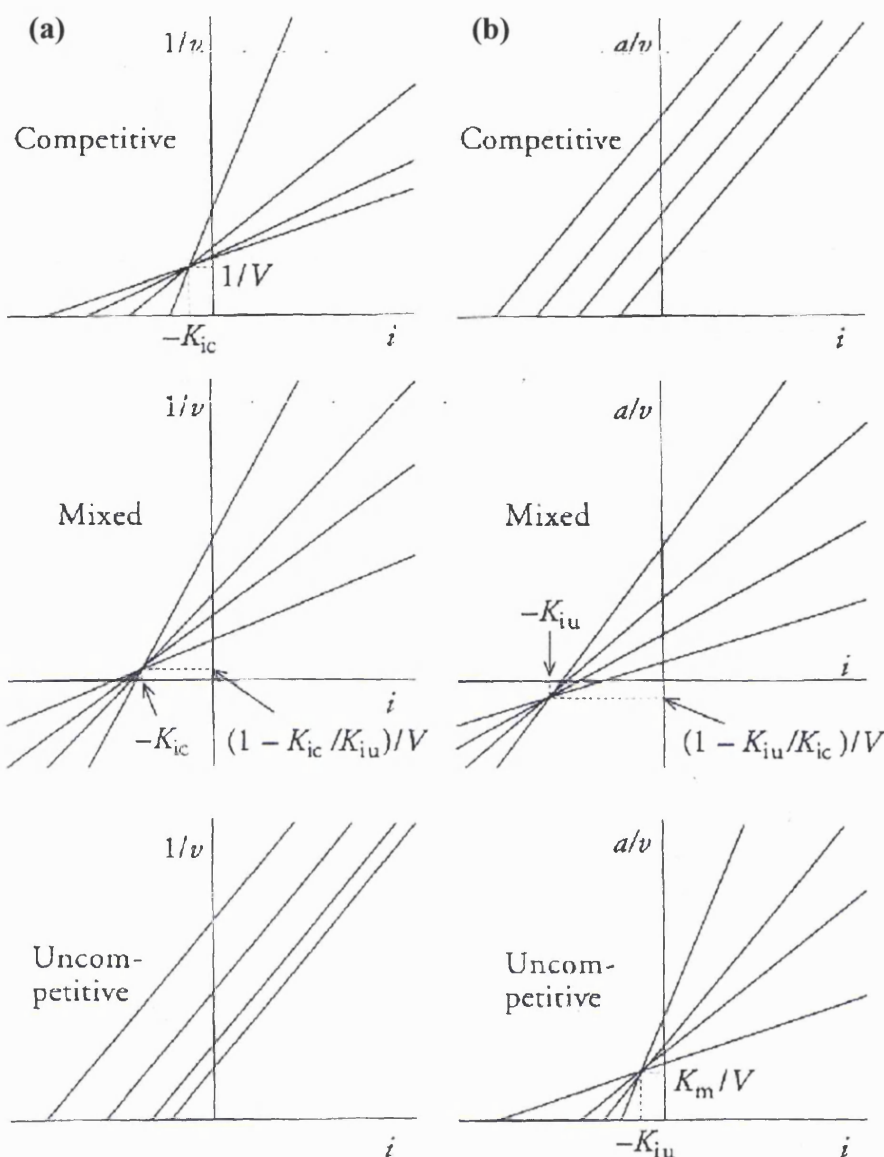 (a)
1/v
Competitive
1/V
−K_ic
i
(b)
a/v
Competitive
i
1/v
Mixed
i
−K_ic
(1 − K_ic/K_iu)/V
a/v
Mixed
−K_iu
i
(1 − K_iu/K_ic)/V
1/v
Uncom-
petitive
i
a/v
Uncom-
petitive
K_m/V
−K_iu
i